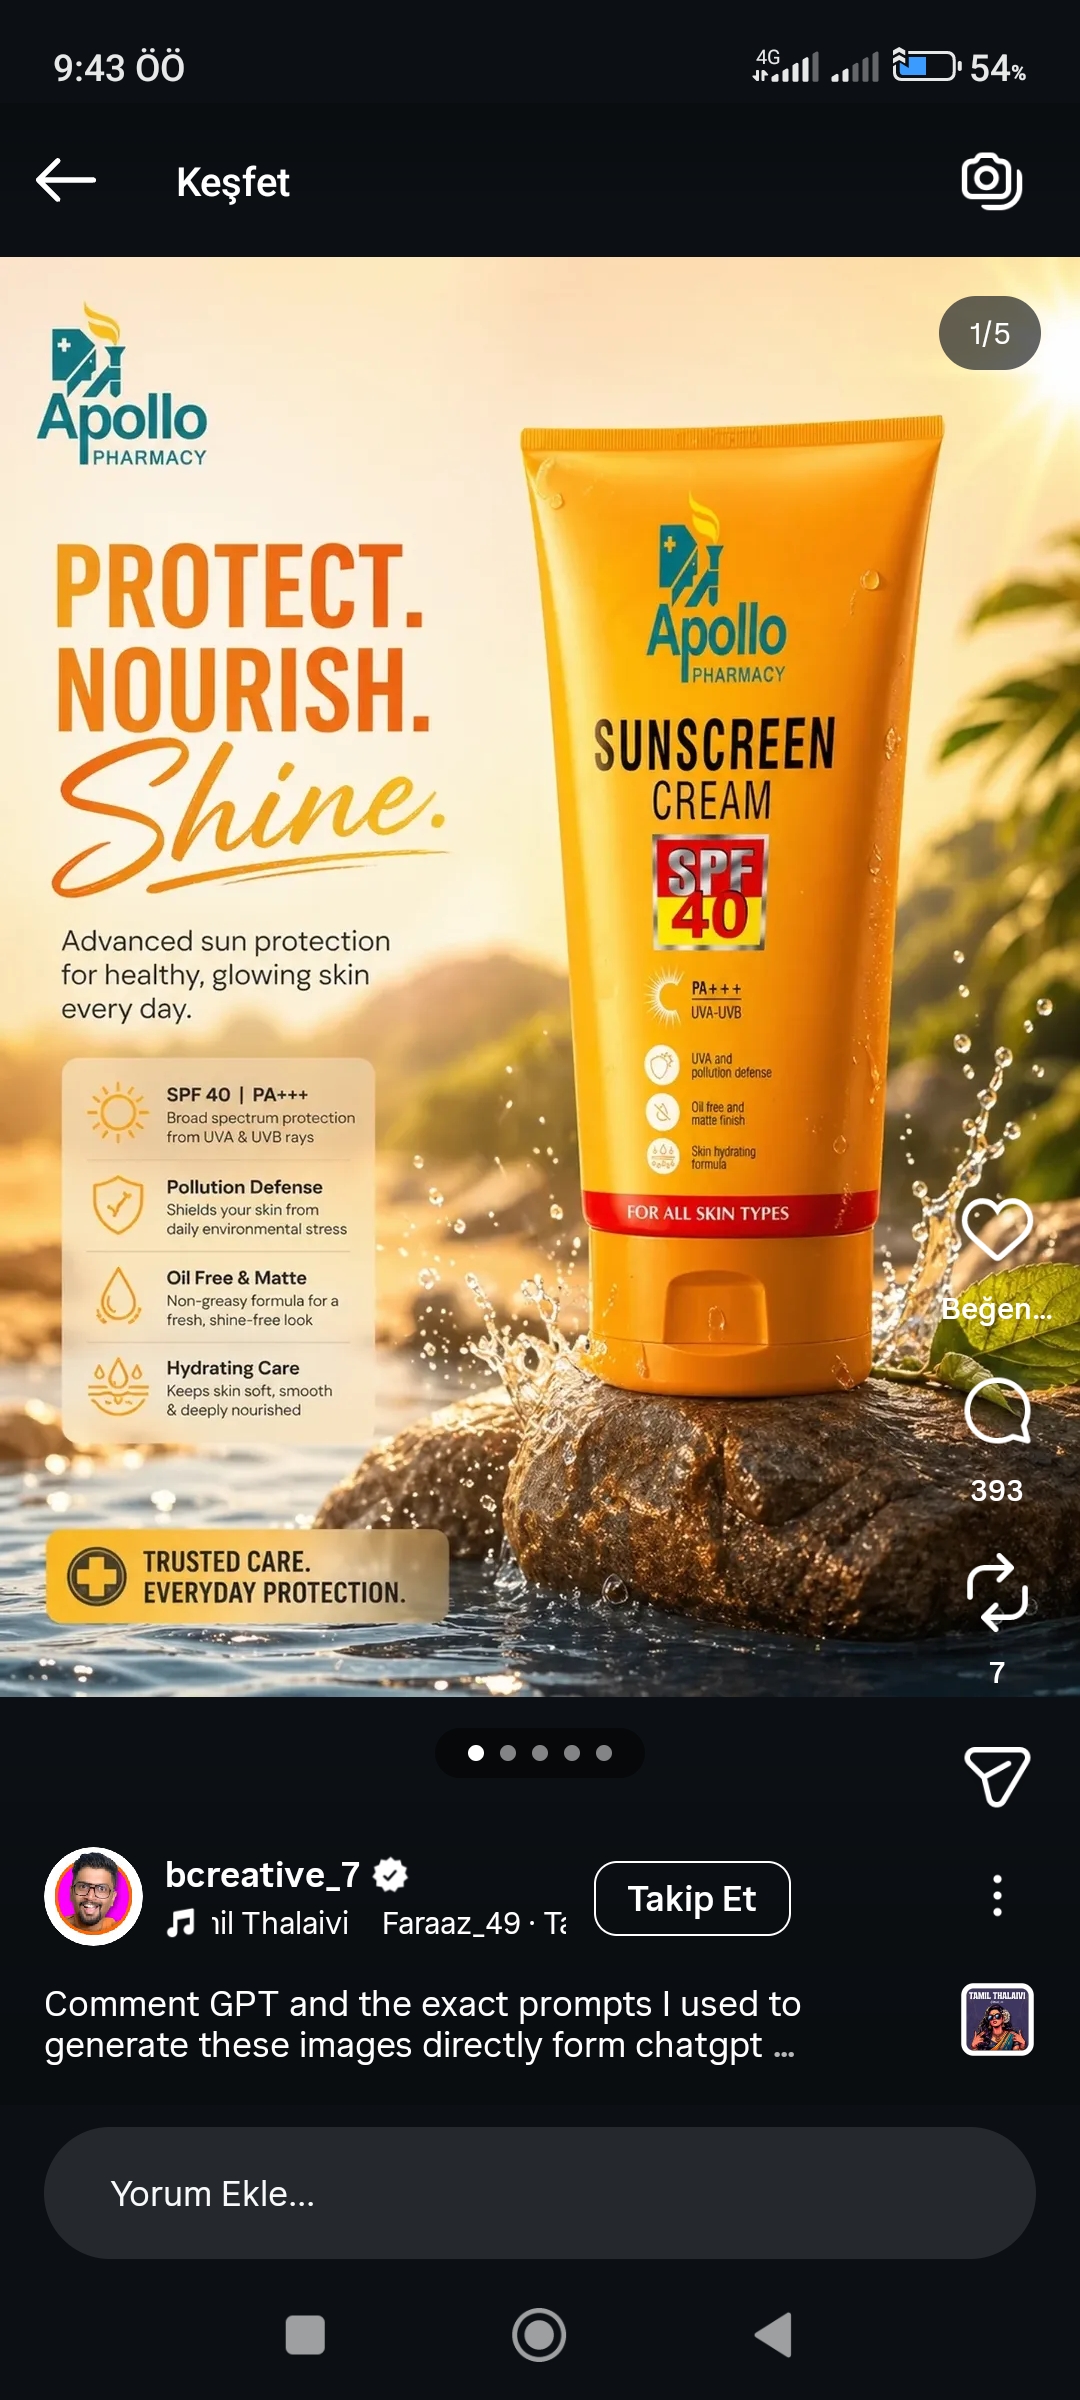 9:43 ÖÖ
4G
54%
Keşfet
1/5
Apollo
PHARMACY
PROTECT.
NOURISH.
Shine.
Advanced sun protection
for healthy, glowing skin
every day.
SPF 40 | PA+++
Broad spectrum protection
from UVA & UVB rays
Pollution Defense
Shields your skin from
daily environmental stress
Oil Free & Matte
Non-greasy formula for a
fresh, shine-free look
Hydrating Care
Keeps skin soft, smooth
& deeply nourished
TRUSTED CARE.
EVERYDAY PROTECTION.
Apollo
PHARMACY
SUNSCREEN
CREAM
SPF
40
PA+++
UVA-UVB
UVA and
pollution defense
Oil free and
matte finish
Skin hydrating
formula
FOR ALL SKIN TYPES
Beğen...
393
7
bcreative_7
Thalaivi Faraaz_49 ·
Takip Et
Comment GPT and the exact prompts I used to
generate these images directly form chatgpt ...
TAMIL THALAIVI
Yorum Ekle...